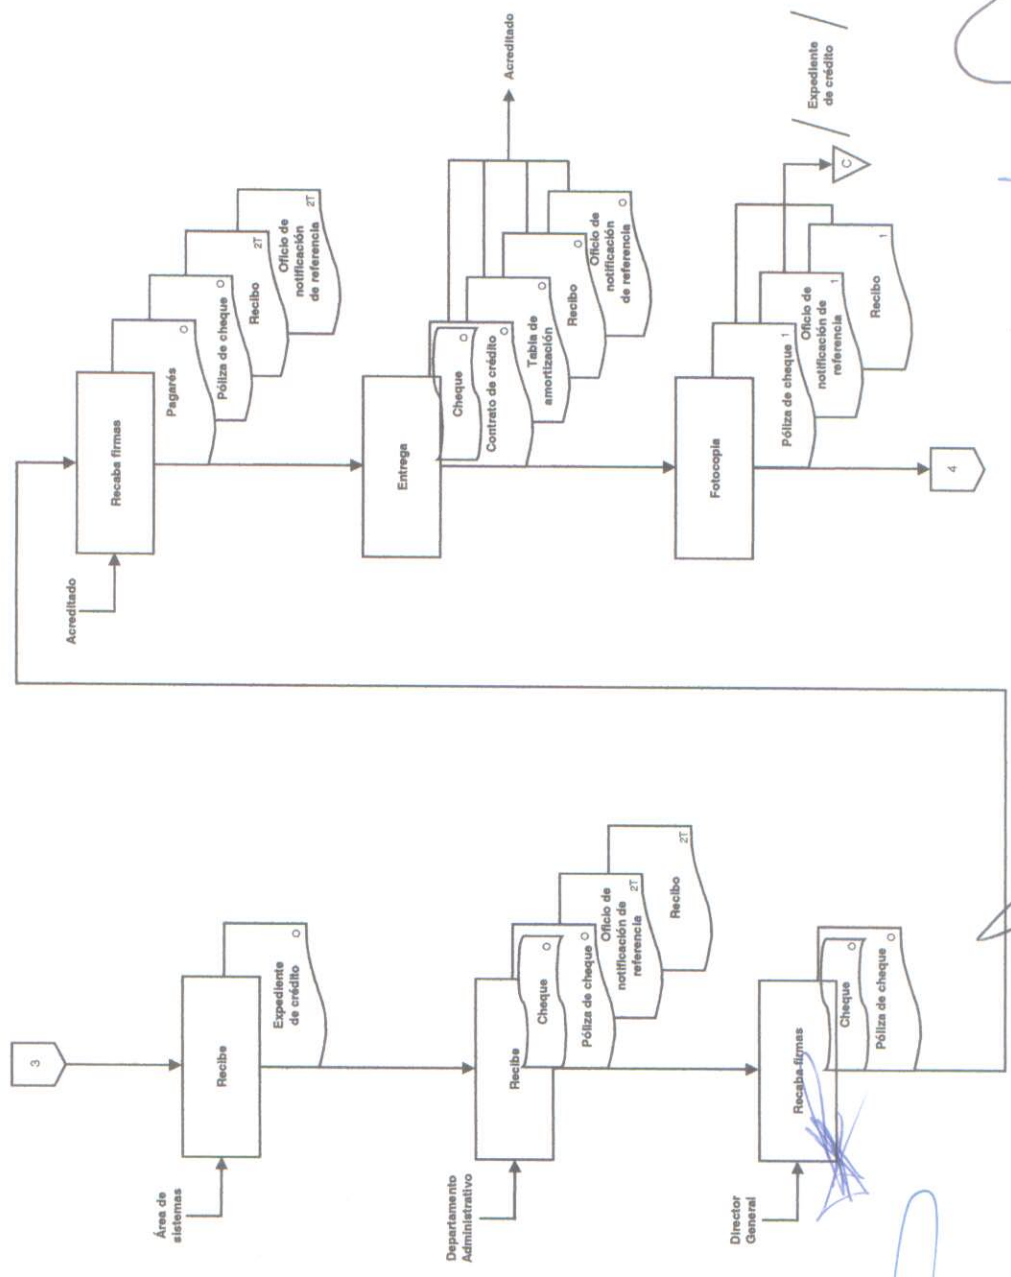 3
Área de
sistemas
Recibe
Expediente
de crédito
O
Departamento
Administrativo
Recibe
Cheque
O
Póliza de cheque
O
Oficio de
notificación de
referencia
2T
Recibo
2T
Director
General
Recaba firmas
Cheque
O
Póliza de cheque
O
Acreditado
Recaba firmas
Pagarés
O
Póliza de cheque
O
Recibo
2T
Oficio de
notificación
de referencia
2T
Entrega
Cheque
O
Contrato de crédito
O
Tabla de
amortización
O
Recibo
O
Oficio de
notificación
de referencia
O
Acreditado
Fotocopia
Póliza de cheque
1
Oficio de
notificación de
referencia
1
Recibo
1
C
Expediente
de crédito
4